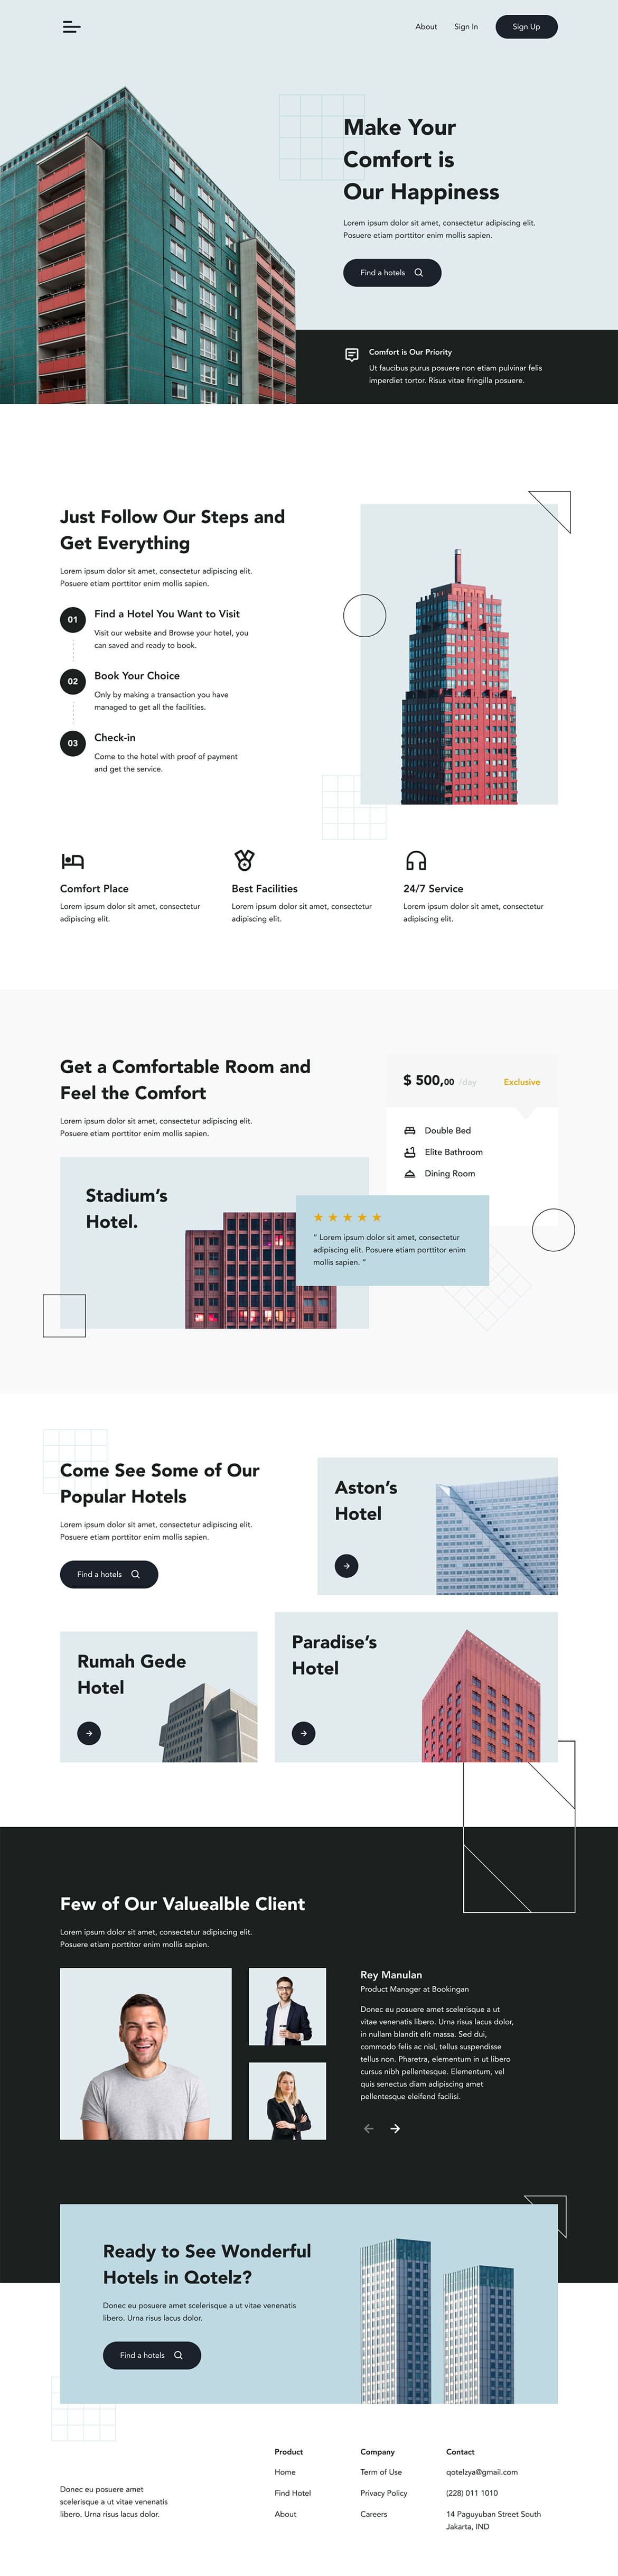 About
Sign In
Sign Up
Make Your
Comfort is
Our Happiness
Lorem ipsum dolor sit amet, consectetur adipiscing elit.
Posuere etiam porttitor enim mollis sapien.
Find a hotels
Comfort is Our Priority
Ut faucibus purus posuere non etiam pulvinar felis
imperdiet tortor. Risus vitae fringilla posuere.
Just Follow Our Steps and
Get Everything
Lorem ipsum dolor sit amet, consectetur adipiscing elit.
Posuere etiam porttitor enim mollis sapien.
01
Find a Hotel You Want to Visit
Visit our website and Browse your hotel, you
can saved and ready to book.
02
Book Your Choice
Only by making a transaction you have
managed to get all the facilities.
03
Check-in
Come to the hotel with proof of payment
and get the service.
Comfort Place
Lorem ipsum dolor sit amet, consectetur
adipiscing elit.
Best Facilities
Lorem ipsum dolor sit amet, consectetur
adipiscing elit.
24/7 Service
Lorem ipsum dolor sit amet, consectetur
adipiscing elit.
Get a Comfortable Room and
Feel the Comfort
Lorem ipsum dolor sit amet, consectetur adipiscing elit.
Posuere etiam porttitor enim mollis sapien.
$ 500,00 /day
Exclusive
Double Bed
Elite Bathroom
Dining Room
Stadium's
Hotel.
“ Lorem ipsum dolor sit amet, consectetur
adipiscing elit. Posuere etiam porttitor enim
mollis sapien. ”
Come See Some of Our
Popular Hotels
Lorem ipsum dolor sit amet, consectetur adipiscing elit.
Posuere etiam porttitor enim mollis sapien.
Find a hotels
Aston's
Hotel
Rumah Gede
Hotel
Paradise's
Hotel
Few of Our Valuealble Client
Lorem ipsum dolor sit amet, consectetur adipiscing elit.
Posuere etiam porttitor enim mollis sapien.
Rey Manulan
Product Manager at Bookingan
Donec eu posuere amet scelerisque a ut
vitae venenatis libero. Urna risus lacus dolor,
in nullam blandit elit massa. Sed dui,
commodo felis ac nisl, tellus suspendisse
tellus non. Pharetra, elementum in ut libero
cursus nibh pellentesque. Elementum, vel
quis senectus diam adipiscing amet
pellentesque eleifend facilisi.
Ready to See Wonderful
Hotels in Qotelz?
Donec eu posuere amet scelerisque a ut vitae venenatis
libero. Urna risus lacus dolor.
Find a hotels
Donec eu posuere amet
scelerisque a ut vitae venenatis
libero. Urna risus lacus dolor.
Product
Home
Find Hotel
About
Company
Term of Use
Privacy Policy
Careers
Contact
qotelzya@gmail.com
(228) 011 1010
14 Paguyuban Street South
Jakarta, IND